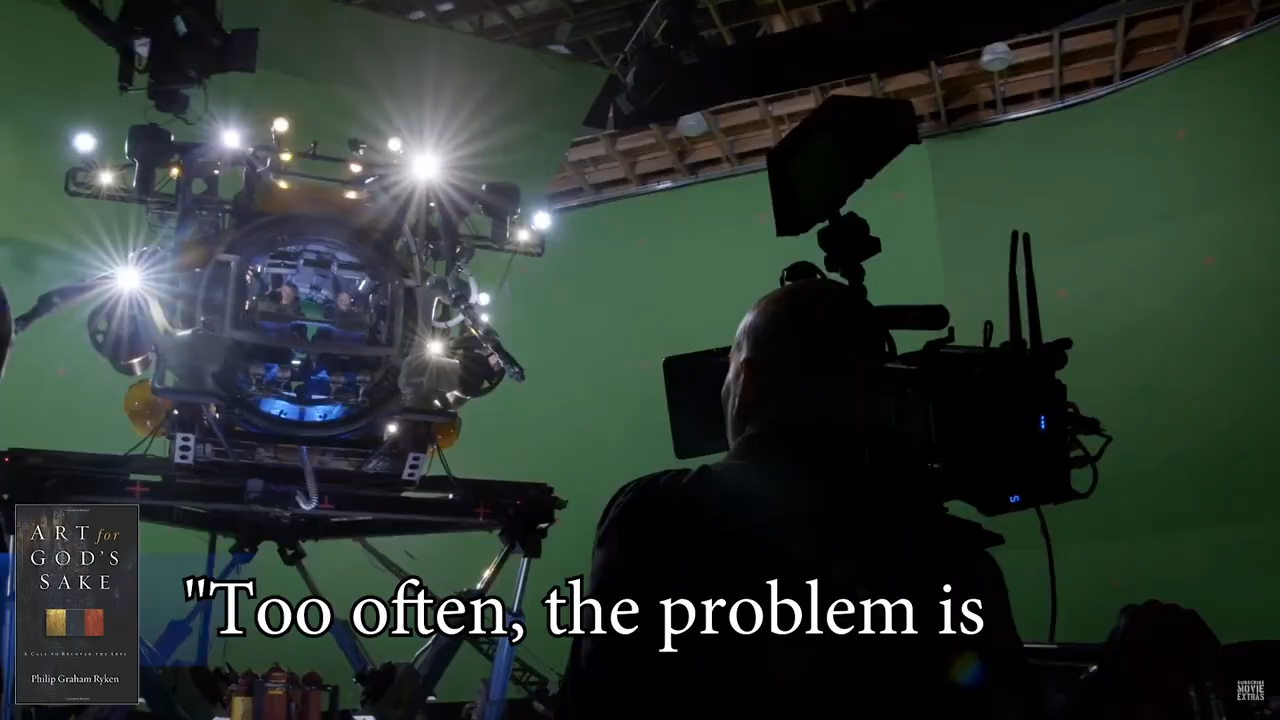 ART for
GOD'S
SAKE
A CALL TO RECOVER THE ARTS
Philip Graham Ryken
"Too often, the problem is
SUBSCRIBE
MOVIE
EXTRAS